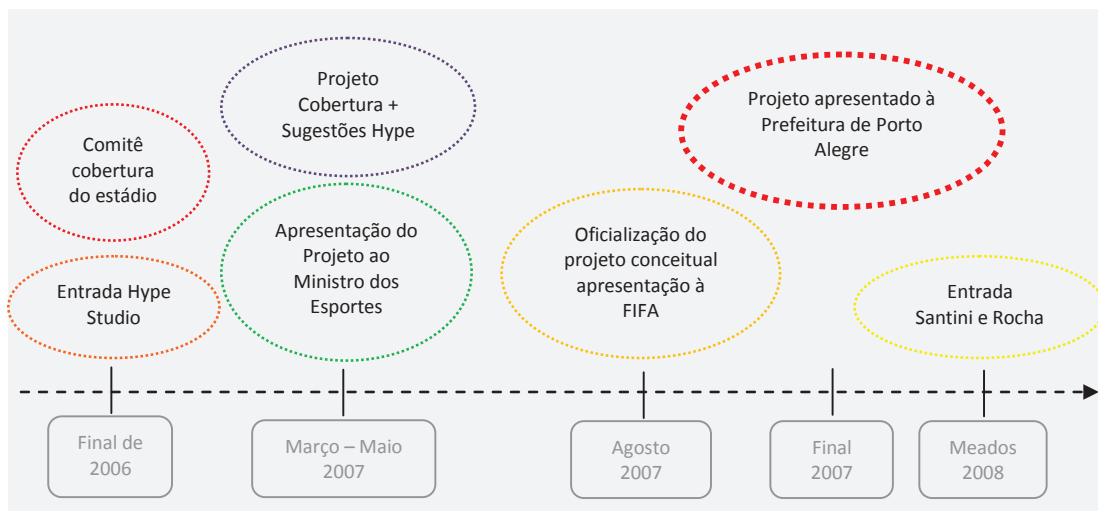 Comitê
cobertura
do estádio
Entrada Hype
Studio
Projeto
Cobertura +
Sugestões Hype
Apresentação do
Projeto ao
Ministro dos
Esportes
Oficialização do
projeto conceitual
apresentação à
FIFA
Projeto apresentado à
Prefeitura de Porto
Alegre
Entrada
Santini e Rocha
Final de
2006
Março – Maio
2007
Agosto
2007
Final
2007
Meados
2008